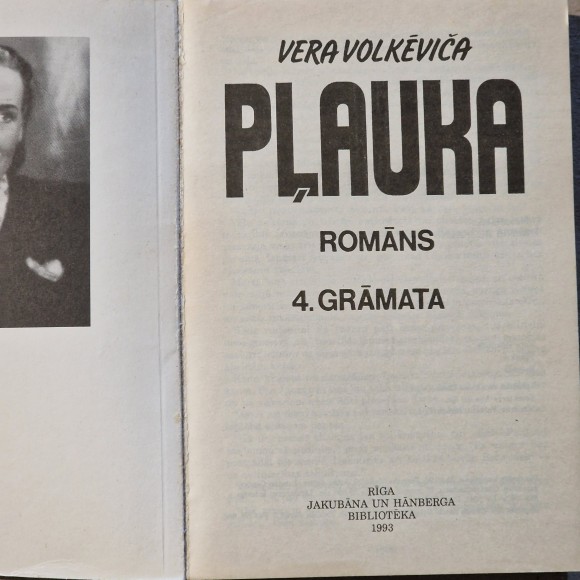 VERA VOLKĒVIČA
PĻAUKA
ROMĀNS
4. GRĀMATA
RĪGA
JAKUBĀNA UN HĀNBERGA
BIBLIOTĒKA
1993